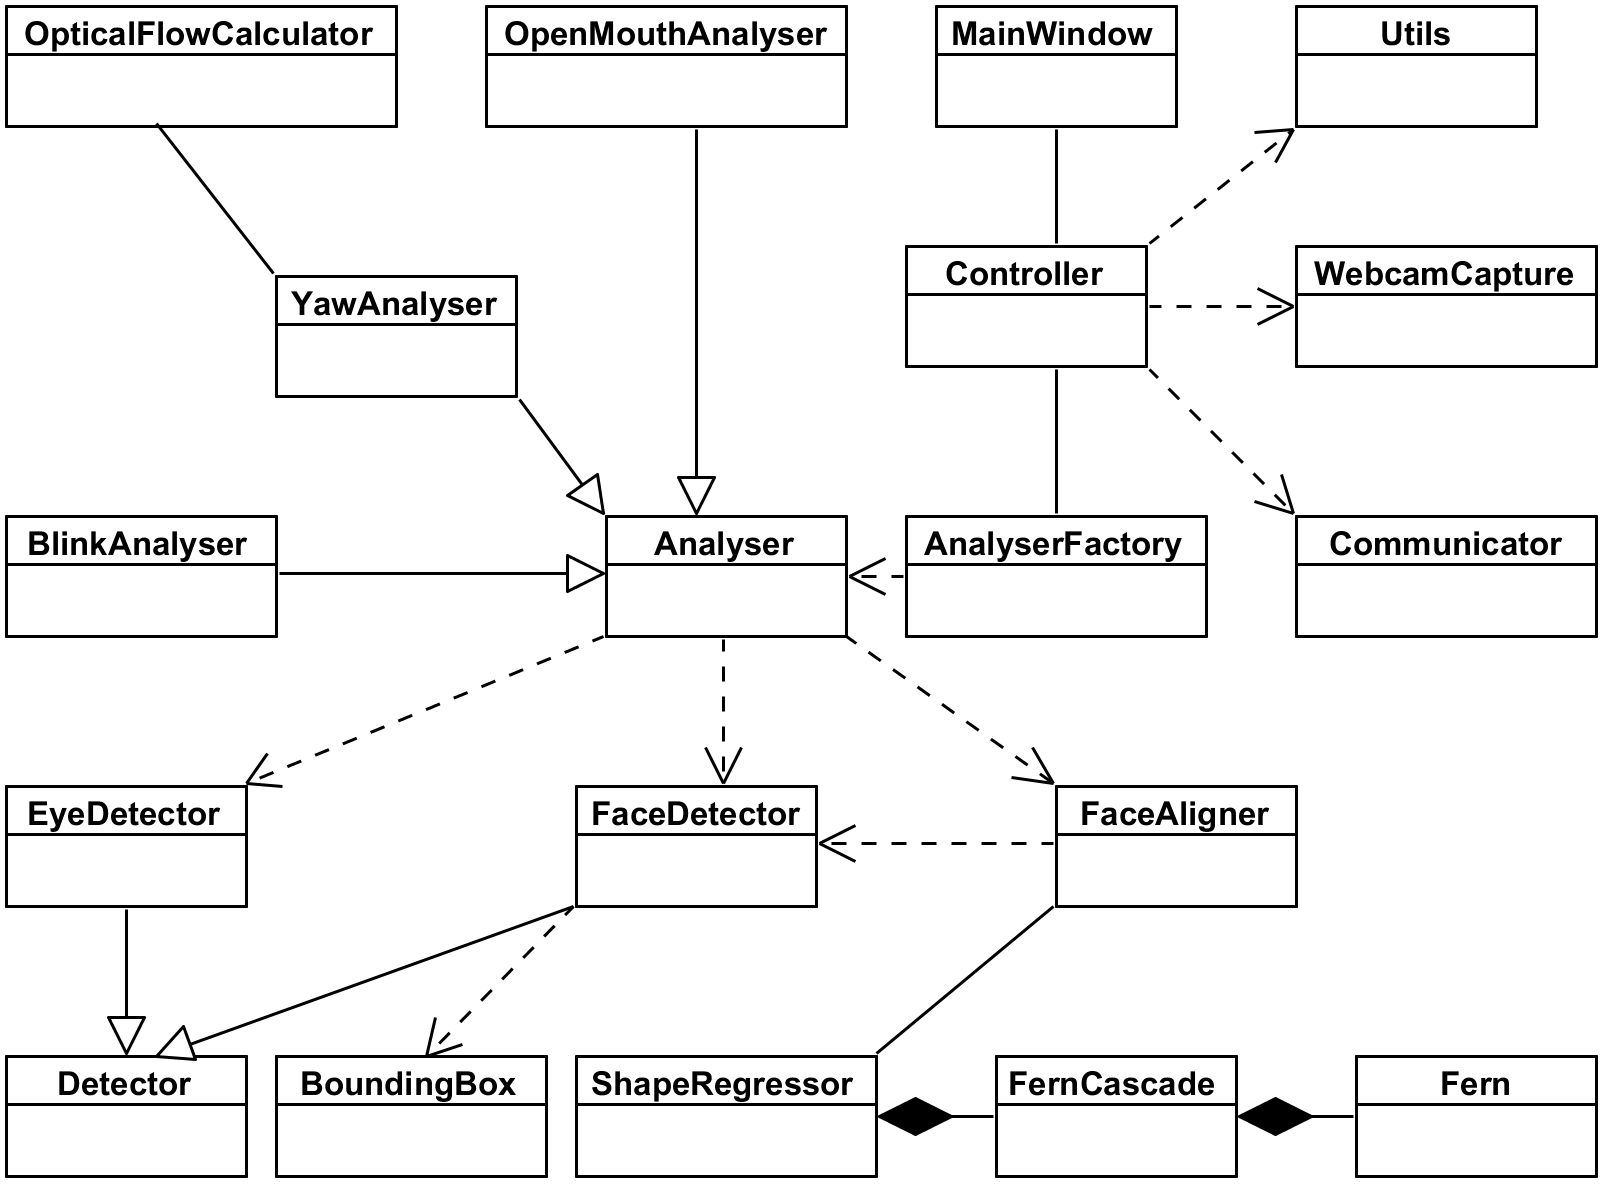 OpticalFlowCalculator
OpenMouthAnalyser
MainWindow
Utils
YawAnalyser
Controller
WebcamCapture
BlinkAnalyser
Analyser
AnalyserFactory
Communicator
EyeDetector
FaceDetector
FaceAligner
Detector
BoundingBox
ShapeRegressor
FernCascade
Fern